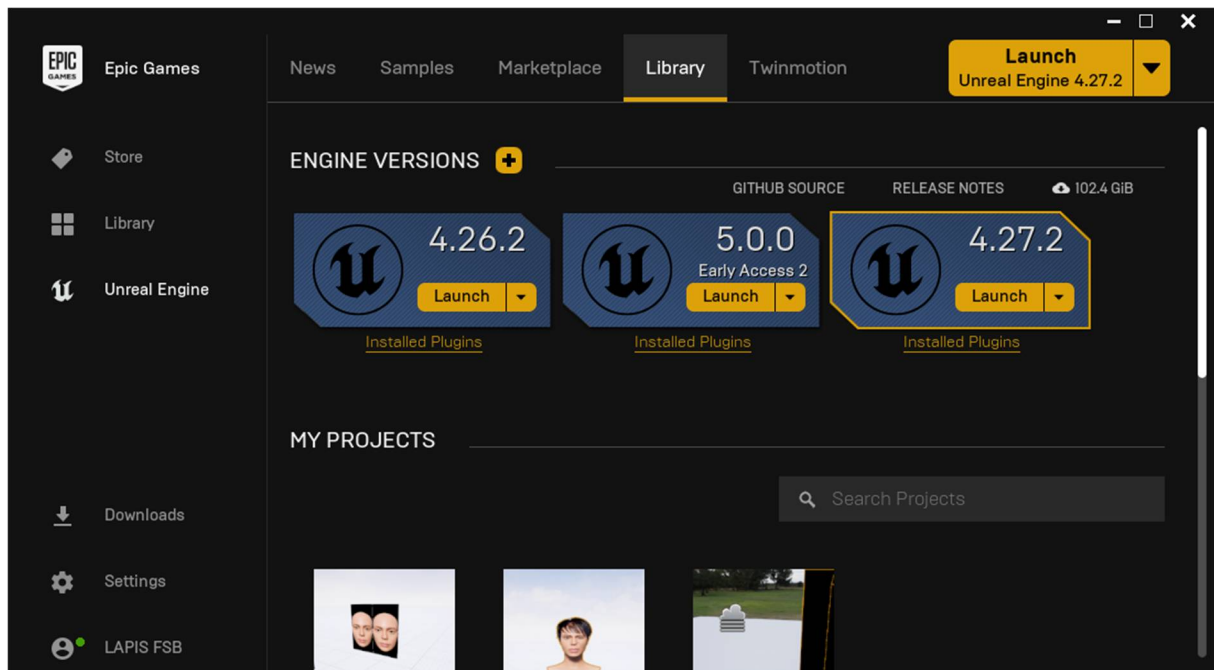 EPIC
GAMES
Epic Games
News
Samples
Marketplace
Library
Twinmotion
Launch
Unreal Engine 4.27.2
Store
Library
Unreal Engine
Downloads
Settings
LAPIS FSB
ENGINE VERSIONS
GITHUB SOURCE
RELEASE NOTES
102.4 GiB
4.26.2
Launch
Installed Plugins
5.0.0
Early Access 2
Launch
Installed Plugins
4.27.2
Launch
Installed Plugins
MY PROJECTS
Search Projects